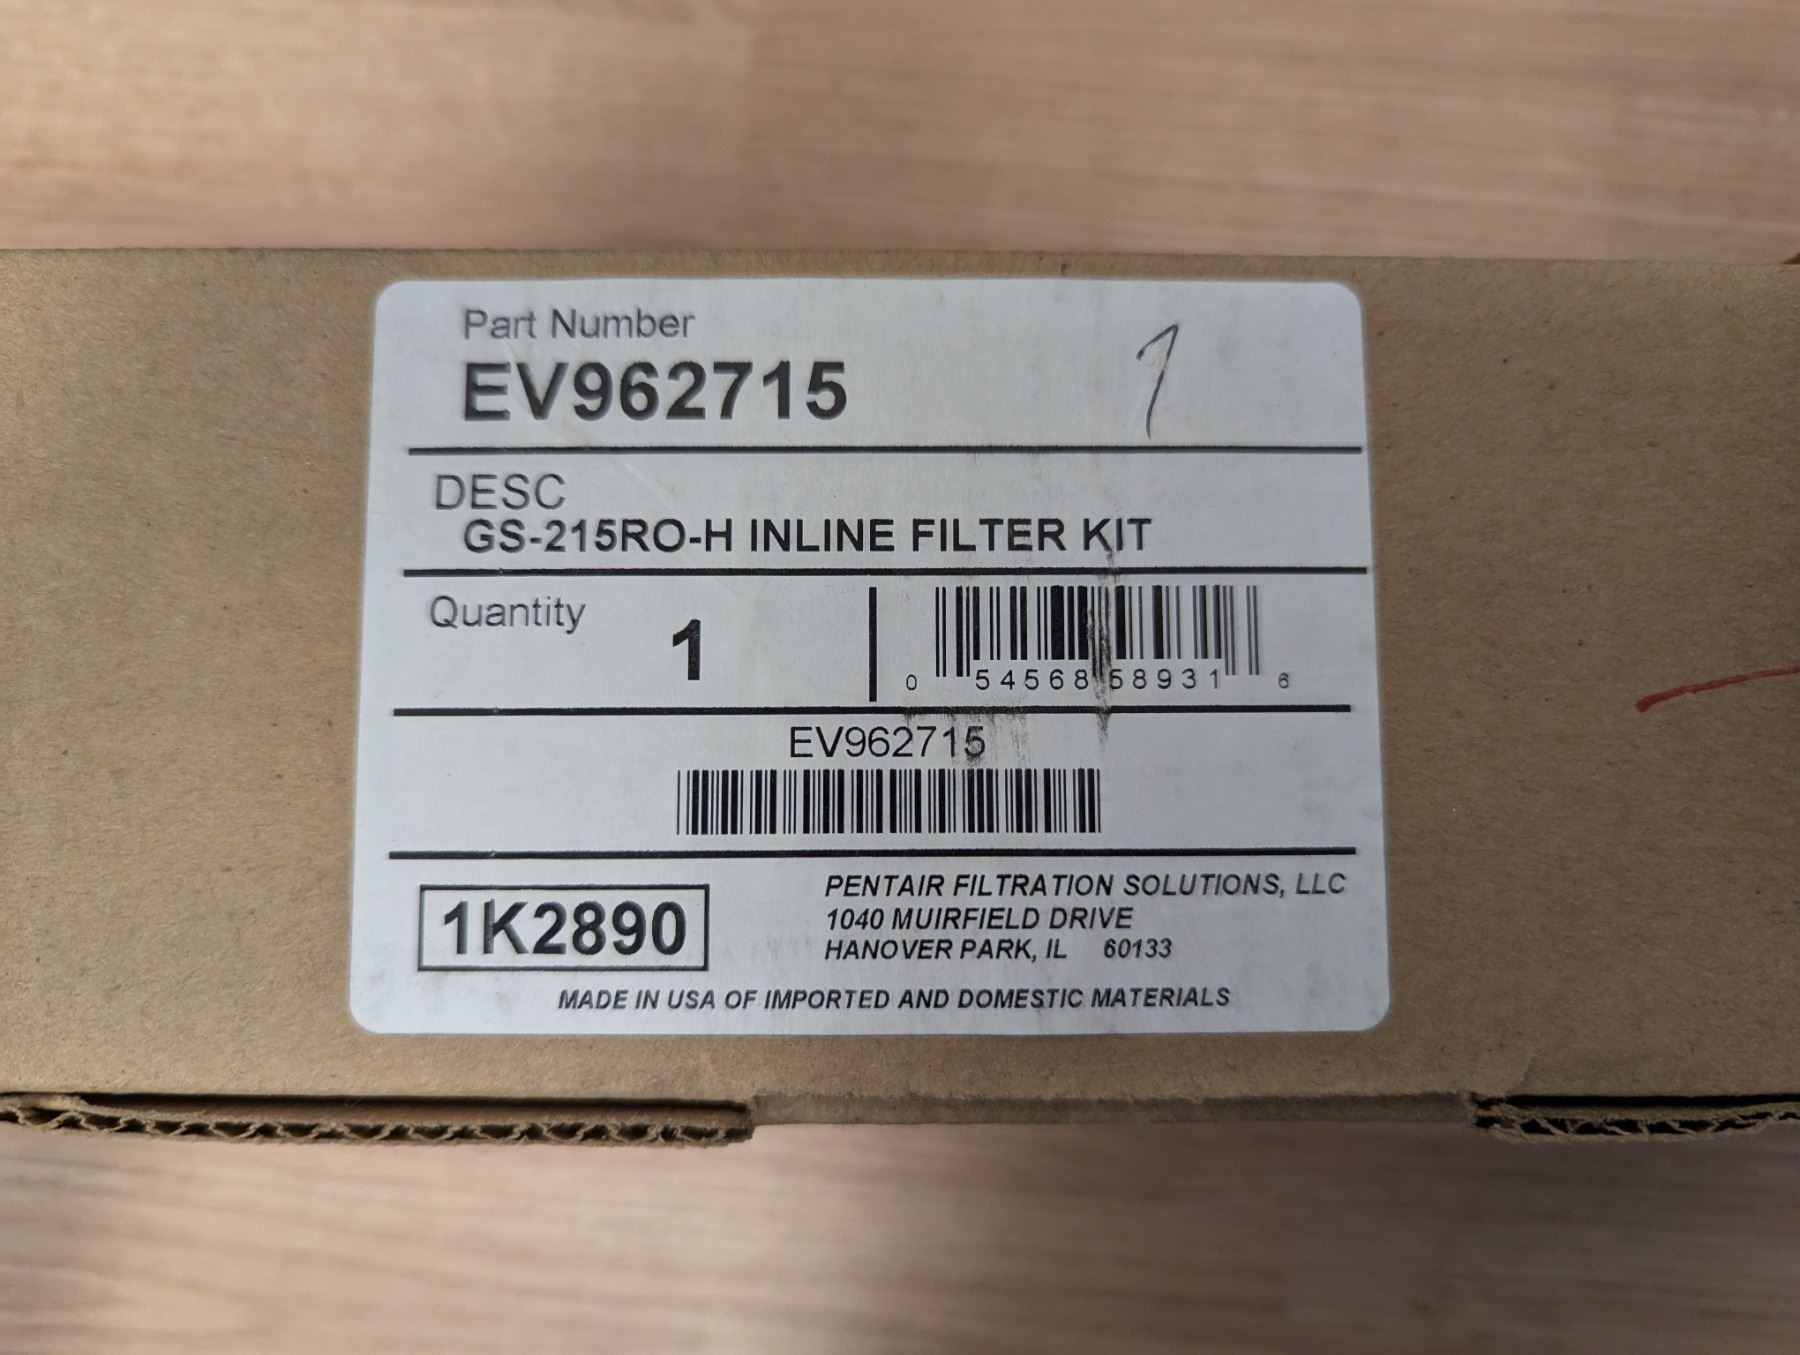 Part Number
EV962715
DESC
GS-215RO-H INLINE FILTER KIT
Quantity
1
0 54568 58931 6
EV962715
1K2890
PENTAIR FILTRATION SOLUTIONS, LLC
1040 MUIRFIELD DRIVE
HANOVER PARK, IL 60133
MADE IN USA OF IMPORTED AND DOMESTIC MATERIALS